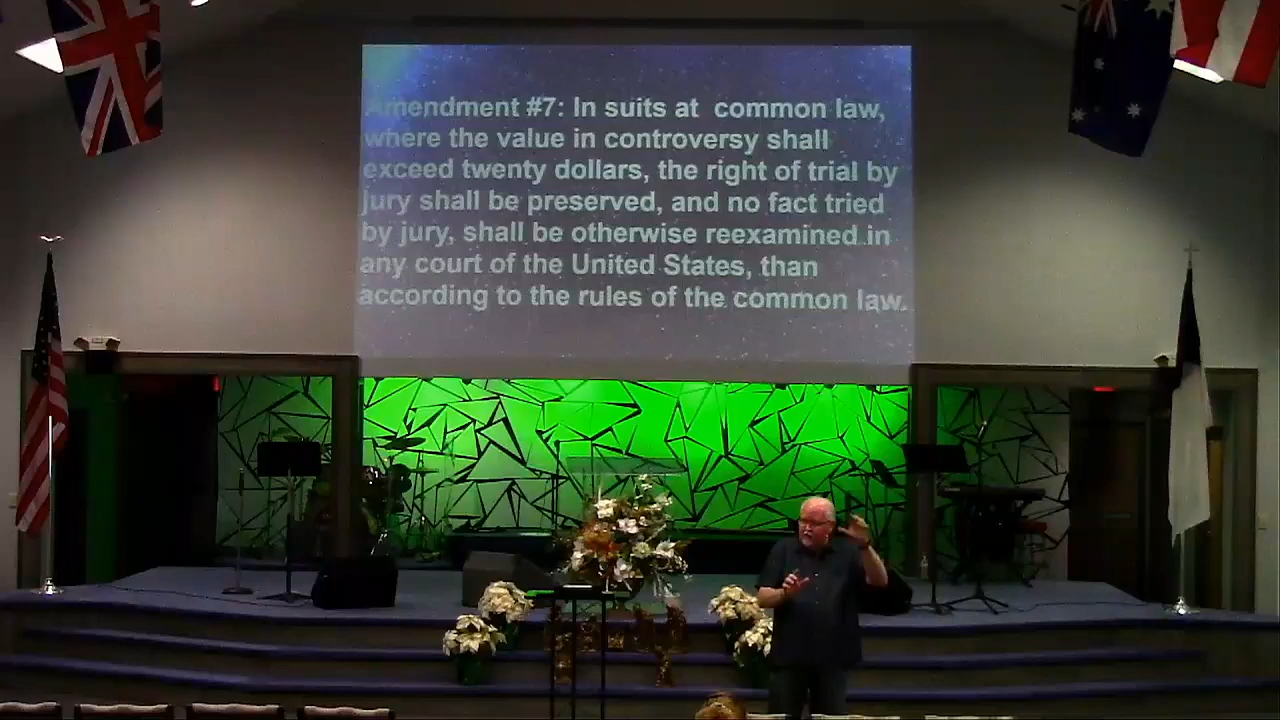 Amendment #7: In suits at common law,
where the value in controversy shall
exceed twenty dollars, the right of trial by
jury shall be preserved, and no fact tried
by jury, shall be otherwise reexamined in
any court of the United States, than
according to the rules of the common law.